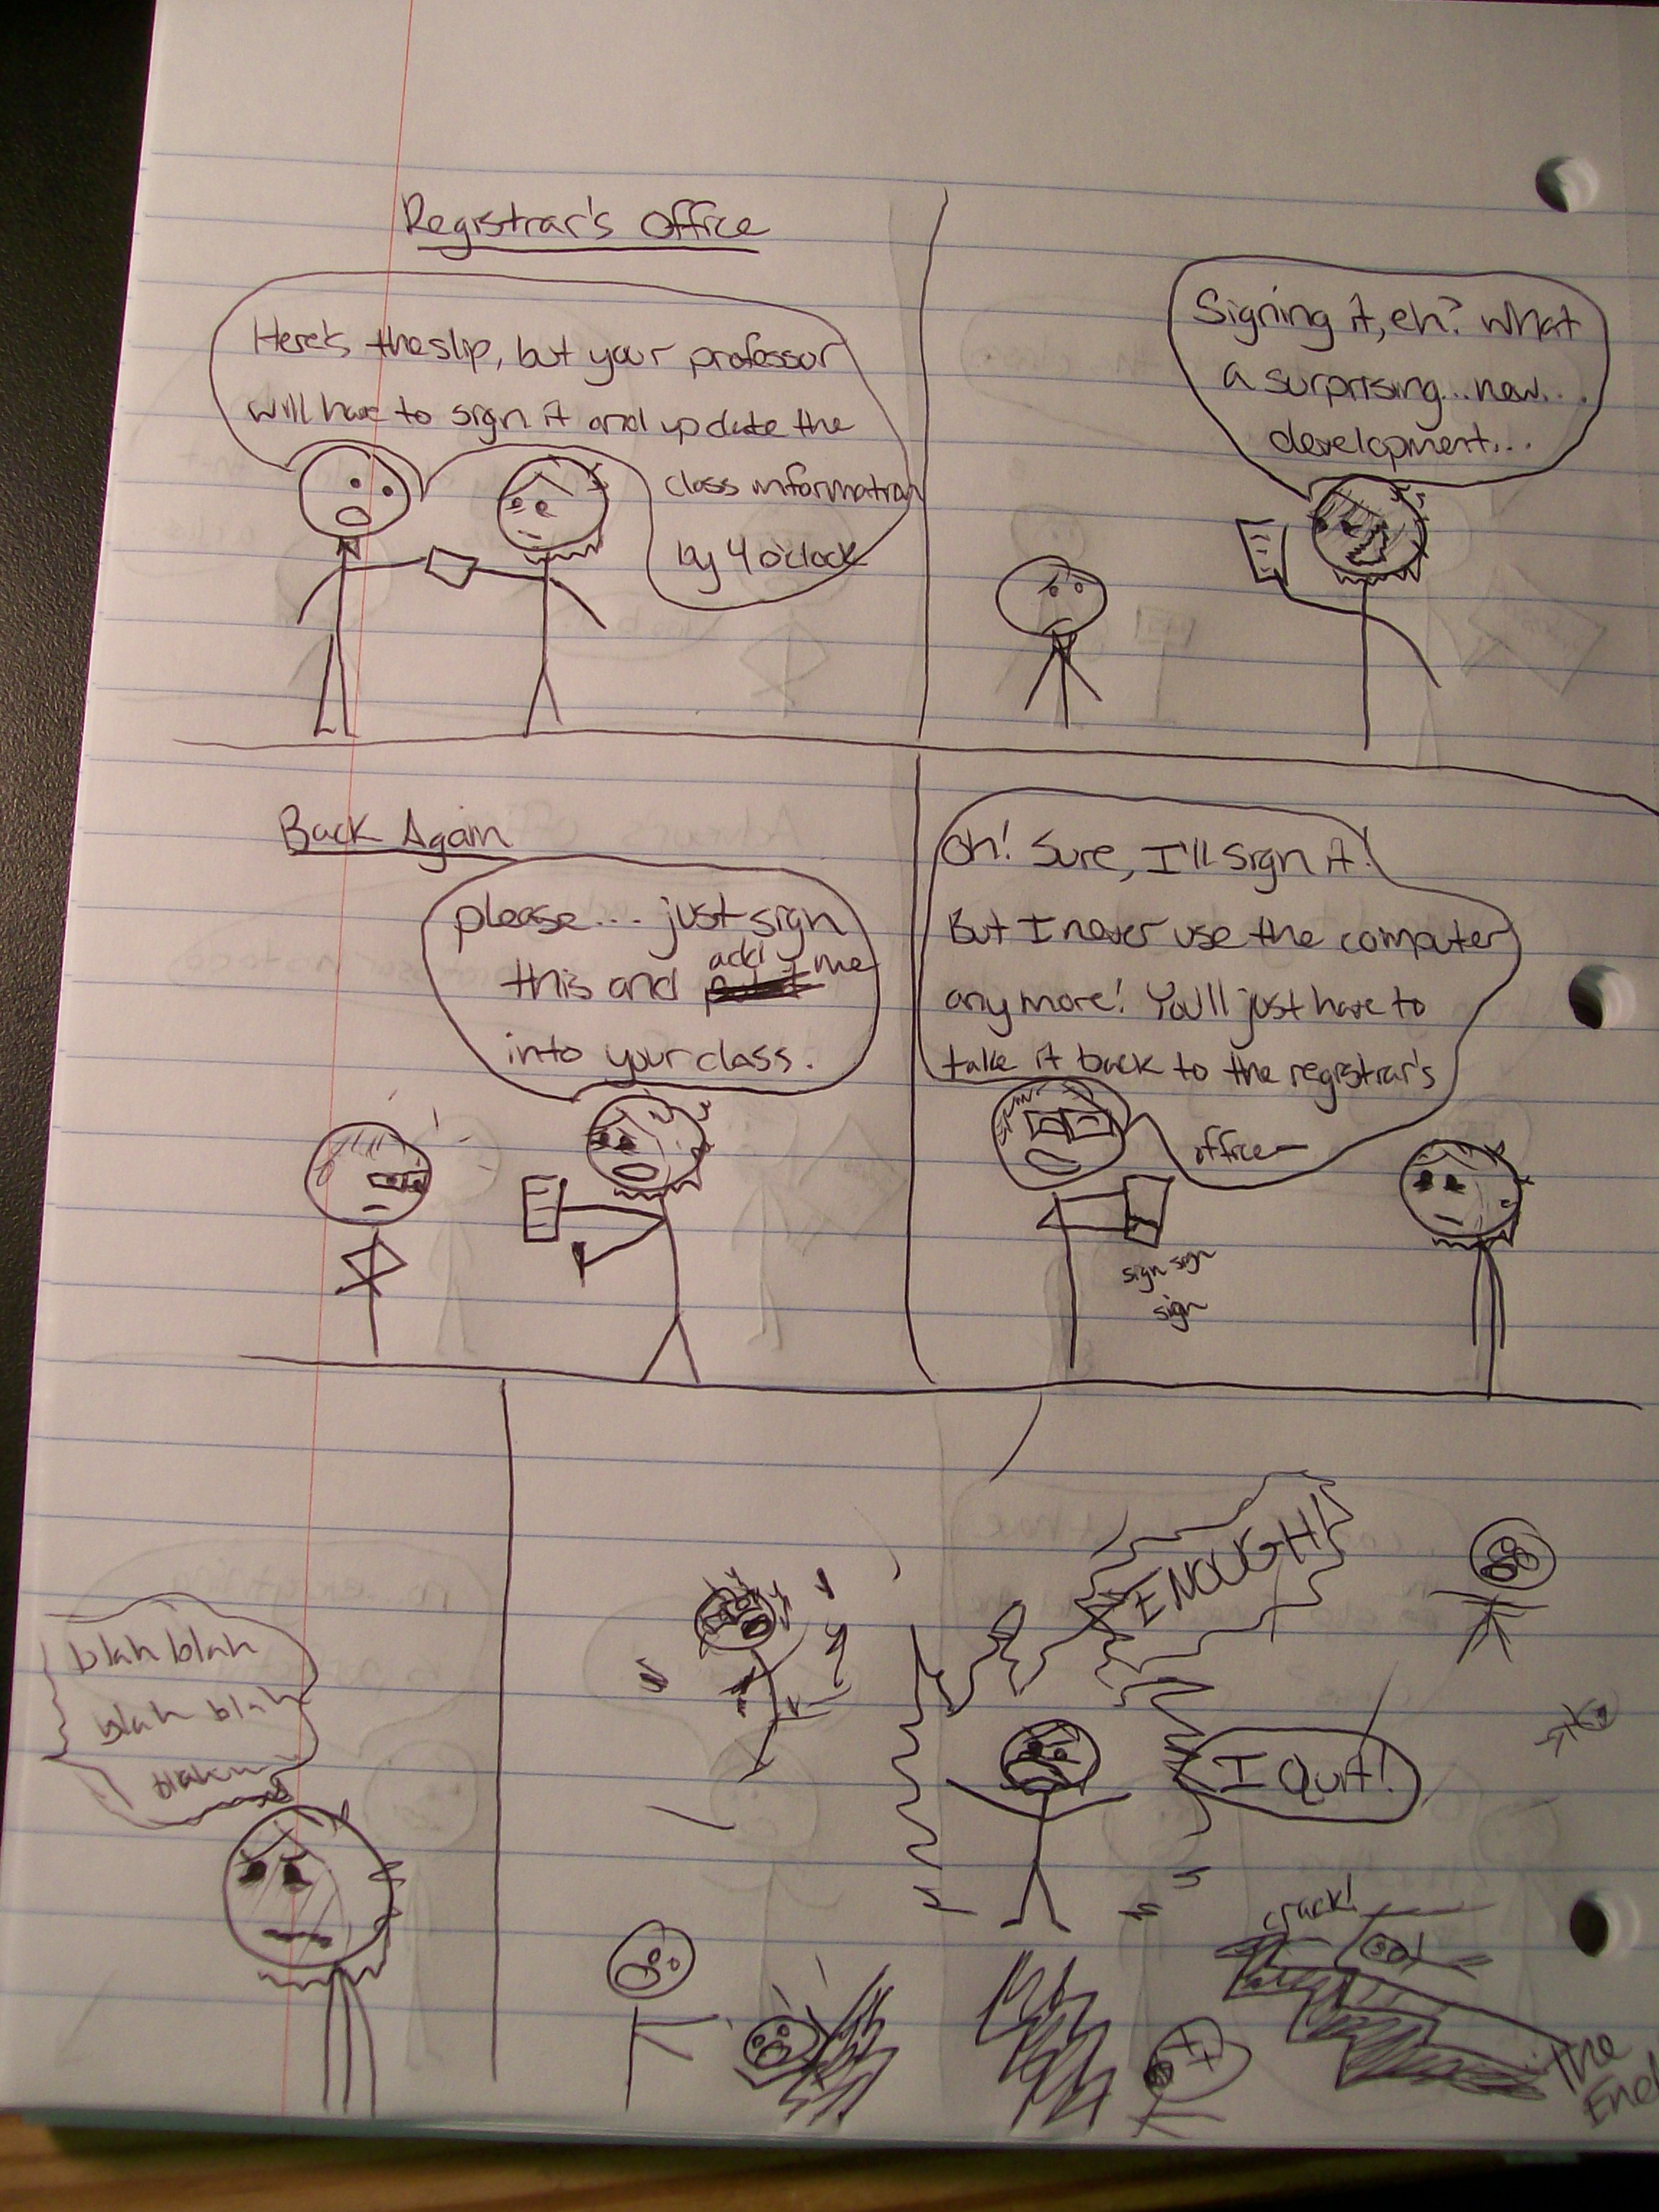 Registrar's Office
Here's the slip, but your professor
will have to sign it and update the
class information
by 4 o'clock
Signing it, eh? What
a surprising...new...
development...
Back Again
please... just sign
add
this and me
into your class.
Oh! Sure, I'll sign it!
But I never use the computer
anymore! You'll just have to
take it back to the registrar's
office—
sign sign
sign
blah blah
blah blah
blah
ENOUGH!
I Quit!
crack!
The
End